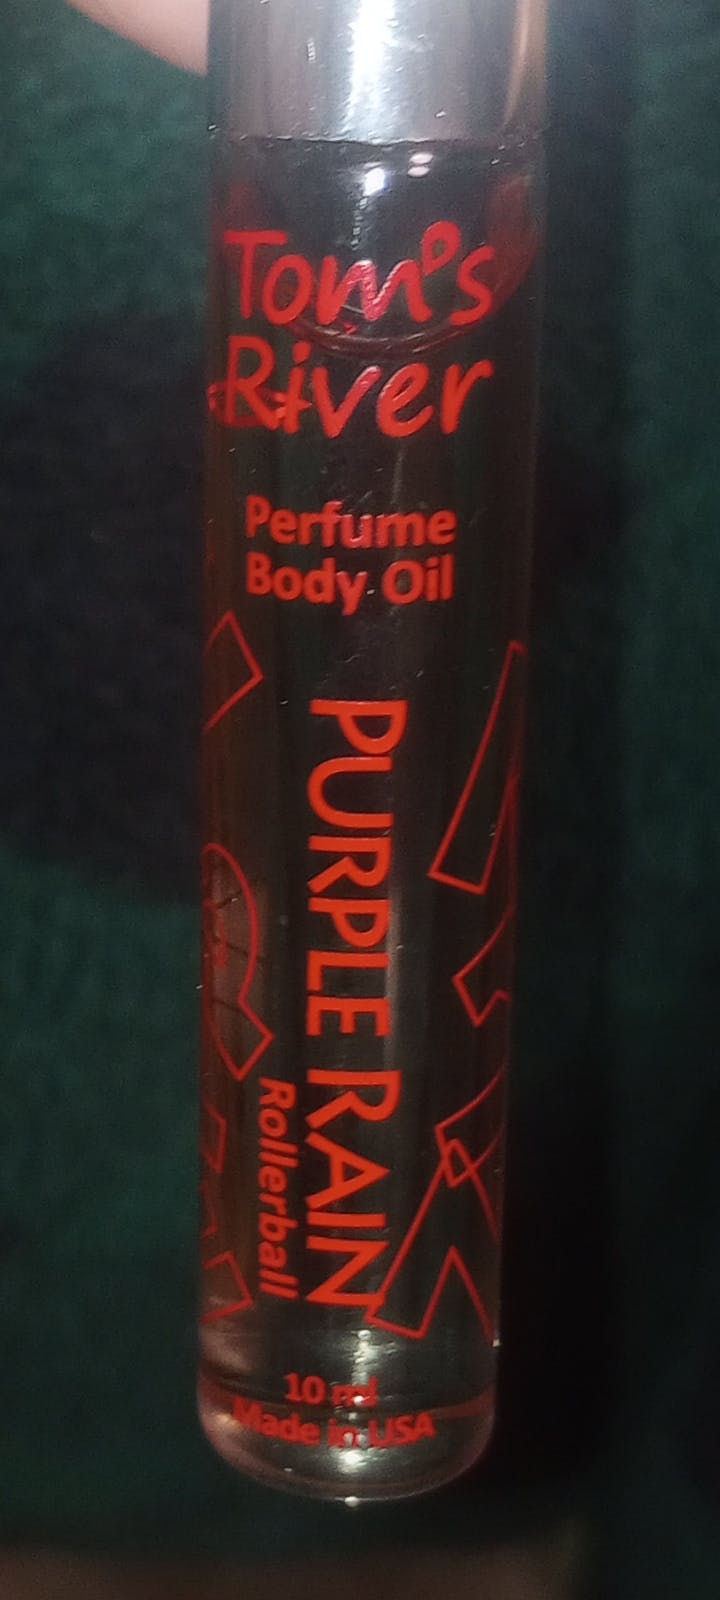 Tom's
River
Perfume
Body Oil
PURPLE RAIN
Rollerball
10 ml
Made in USA